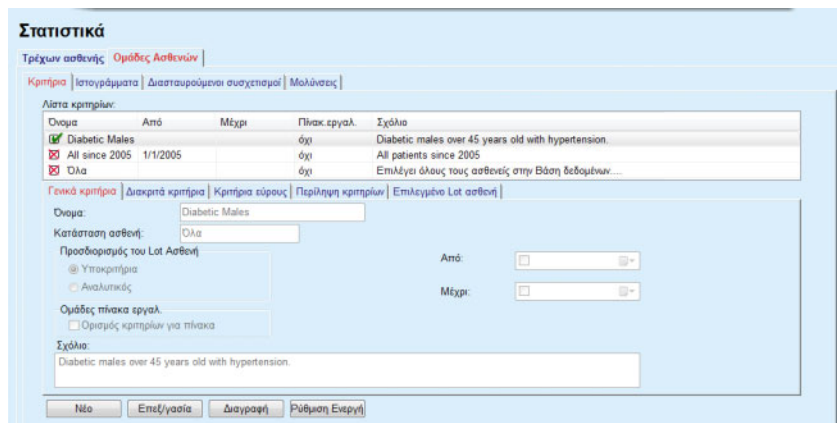 Στατιστικά
Τρέχων ασθενής Ομάδες Ασθενών
Κριτήρια Ιστογράμματα Διασταυρούμενοι συσχετισμοί Μολύνσεις
Λίστα κριτηρίων:
Όνομα Από Μέχρι Πίνακ.εργαλ. Σχόλιο
Diabetic Males όχι Diabetic males over 45 years old with hypertension.
All since 2005 1/1/2005 όχι All patients since 2005
Όλα όχι Επιλέγει όλους τους ασθενείς στην Βάση δεδομένων....
Γενικά κριτήρια Διακριτά κριτήρια Κριτήρια εύρους Περίληψη κριτηρίων Επιλεγμένο Lot ασθενή
Όνομα: Diabetic Males
Κατάσταση ασθενή: Όλα
Προσδιορισμός του Lot Ασθενή
Από:
Υποκριτήρια
Αναλυτικός
Μέχρι:
Ομάδες πίνακα εργαλ.
Ορισμός κριτηρίων για πίνακα
Σχόλιο:
Diabetic males over 45 years old with hypertension.
Νέο Επεξ/γασία Διαγραφή Ρύθμιση Ενεργή